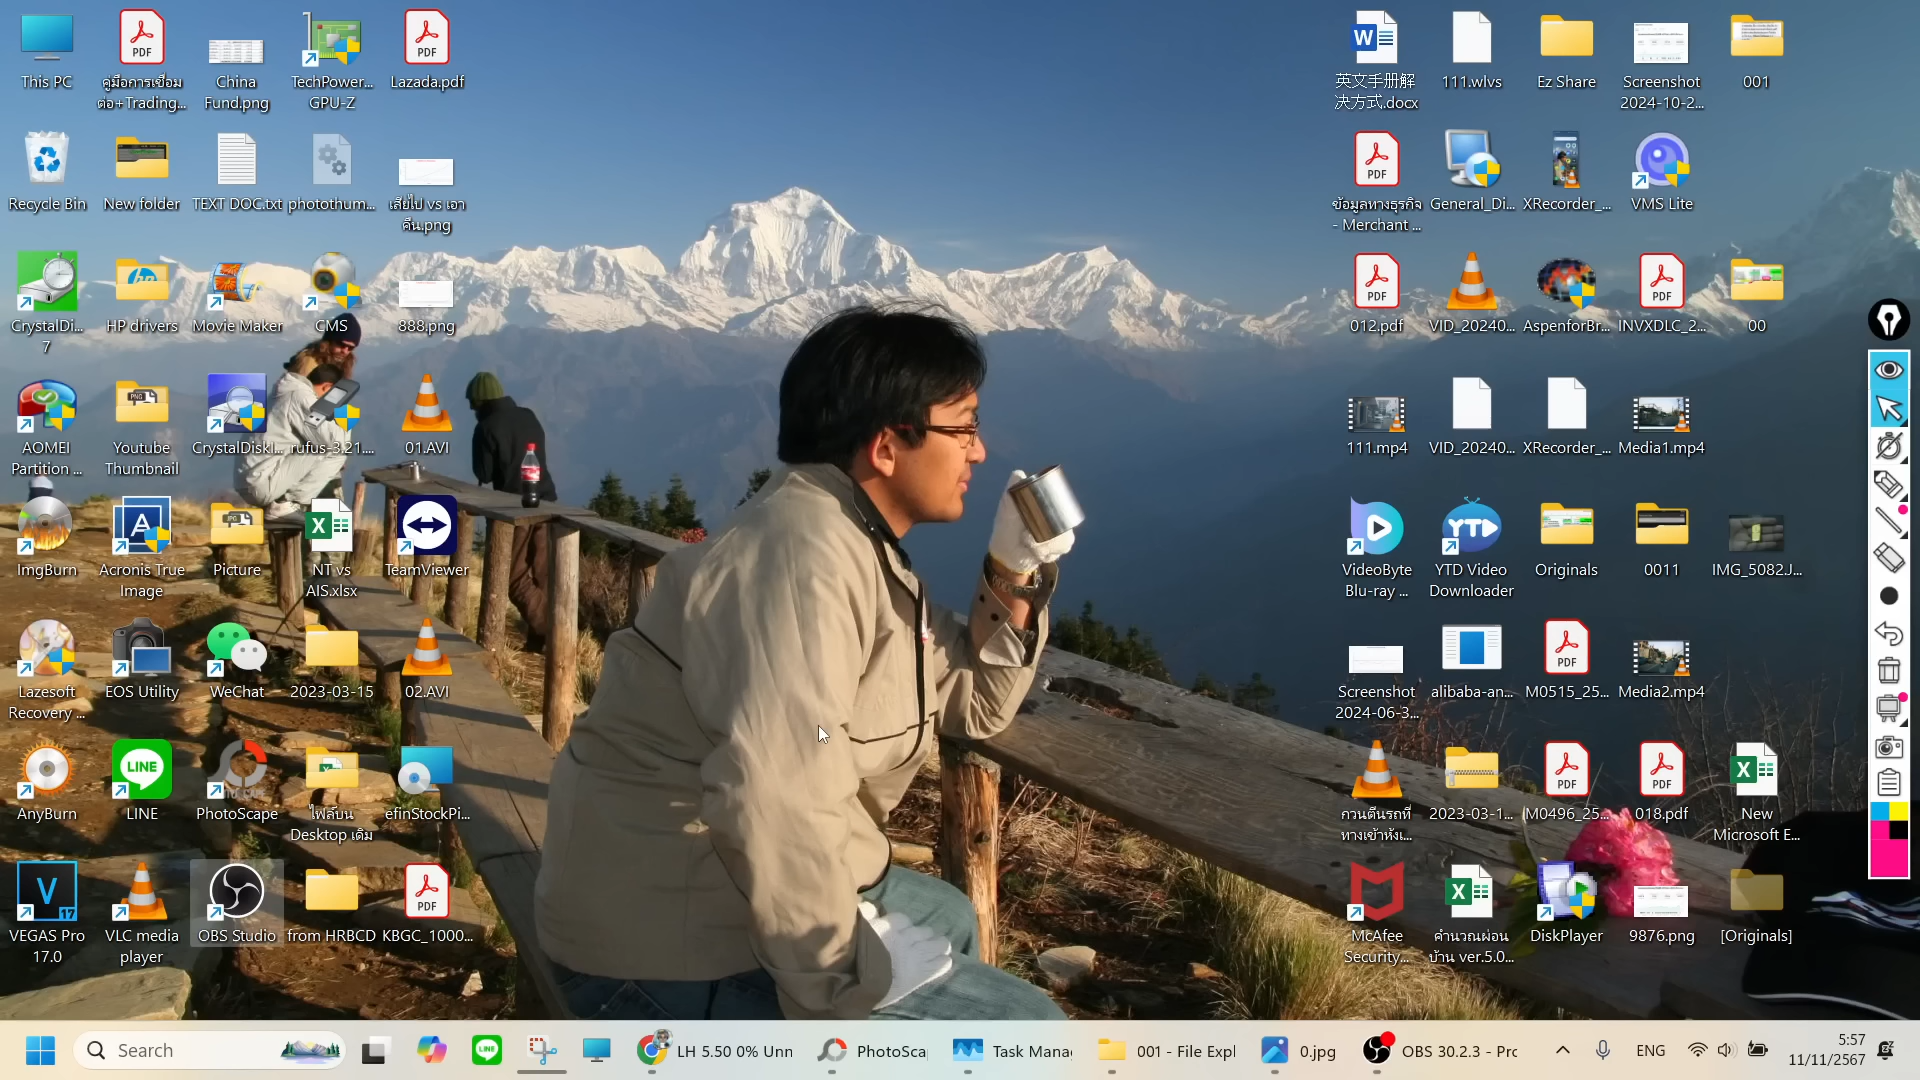 This PC
คู่มือการเชื่อม
ต่อ+Trading...
China
Fund.png
TechPower...
GPU-Z
Lazada.pdf
Recycle Bin
New folder
TEXT DOC.txt
photothum...
เสียไป vs เอา
คืน.png
CrystalDi...
7
HP drivers
Movie Maker
CMS
888.png
AOMEI
Partition ...
Youtube
Thumbnail
CrystalDiskI...
rufus-3.21....
01.AVI
ImgBurn
Acronis True
Image
Picture
NT vs
AIS.xlsx
TeamViewer
Lazesoft
Recovery ...
EOS Utility
WeChat
2023-03-15
02.AVI
AnyBurn
LINE
PhotoScape
ไฟล์บน
Desktop เดิม
efinStockPi...
VEGAS Pro
17.0
VLC media
player
OBS Studio
from HRBCD
KBGC_1000...
英文手册解
决方式.docx
111.wlvs
Ez Share
Screenshot
2024-10-2...
001
ข้อมูลทางธุรกิจ
- Merchant ...
General_Di...
XRecorder_...
VMS Lite
012.pdf
VID_20240...
AspenforBr...
INVXDLC_2...
00
111.mp4
VID_20240...
XRecorder_...
Media1.mp4
VideoByte
Blu-ray ...
YTD Video
Downloader
Originals
0011
IMG_5082.J...
Screenshot
2024-06-3...
alibaba-an...
M0515_25...
Media2.mp4
กวนตีนรถที่
ทางเข้าหังเ...
2023-03-1...
M0496_25...
018.pdf
New
Microsoft E...
McAfee
Security...
คำนวณผ่อน
บ้าน ver.5.0...
DiskPlayer
9876.png
[Originals]
Search
LH 5.50 0% Unn
PhotoSca
Task Mana
001 - File Expl
0.jpg
OBS 30.2.3 - Pro
ENG
5:57
11/11/2567